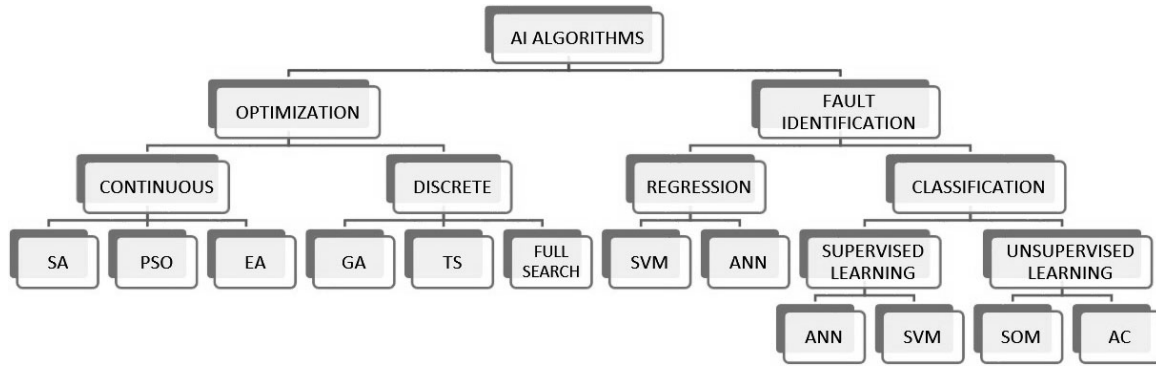 AI ALGORITHMS
OPTIMIZATION
FAULT
IDENTIFICATION
CONTINUOUS
DISCRETE
REGRESSION
CLASSIFICATION
SA
PSO
EA
GA
TS
FULL
SEARCH
SVM
ANN
SUPERVISED
LEARNING
UNSUPERVISED
LEARNING
ANN
SVM
SOM
AC